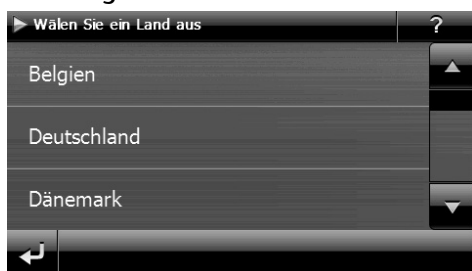 Wälen Sie ein Land aus ?
Belgien
Deutschland
Dänemark